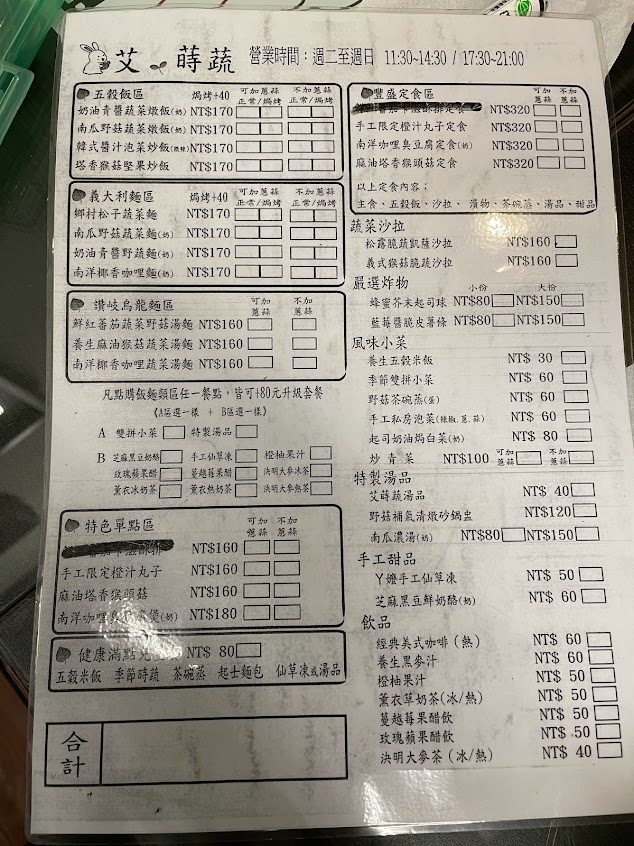 艾 蒔蔬 營業時間：週二至週日 11:30~14:30 / 17:30~21:00
五穀飯區 焗烤+40 可加蔥蒜 正常/焗烤 不加蔥蒜 正常/焗烤
奶油青醬蔬菜燉飯(奶) NT$170
南瓜野菇蔬菜燉飯(奶) NT$170
韓式醬汁泡菜炒飯(微辣) NT$170
塔香猴菇堅果炒飯 NT$170
義大利麵區 焗烤+40 可加蔥蒜 正常/焗烤 不加蔥蒜 正常/焗烤
鄉村松子蔬菜麵 NT$170
南瓜野菇蔬菜麵(奶) NT$170
奶油青醬野蔬麵(奶) NT$170
南洋椰香咖哩麵(奶) NT$170
讚岐烏龍麵區 可加蔥蒜 不加蔥蒜
鮮紅蕃茄蔬菜野菇湯麵 NT$160
養生麻油猴菇蔬菜湯麵 NT$160
南洋椰香咖哩蔬菜湯麵 NT$160
凡點購飯麵類區任一餐點，皆可+80元升級套餐
《A區選一樣 + B區選一樣》
A 雙拼小菜 特製湯品
B 芝麻黑豆奶酪 手工仙草凍 橙柚果汁
玫瑰蘋果醋 蔓越莓果醋 決明大麥冰茶
薰衣冰奶茶 薰衣熱奶茶 決明大麥熱茶
特色單點區 可加蔥蒜 不加蔥蒜
NT$160
手工限定橙汁丸子 NT$160
麻油塔香猴頭菇 NT$160
南洋咖哩 煲(奶) NT$180
健康滿點兒 NT$ 80
五穀米飯 季節時蔬 茶碗蒸 起士麵包 仙草凍或湯品
合計
豐盛定食區 可加蔥蒜 不加蔥蒜
定食 NT$320
手工限定橙汁丸子定食 NT$320
南洋咖哩臭豆腐定食(奶) NT$320
麻油塔香猴頭菇定食 NT$320
以上定食內容：
主食、五穀飯、沙拉、 漬物、茶碗蒸、湯品、甜品
蔬菜沙拉
松露脆蔬凱薩沙拉 NT$160
義式猴菇脆蔬沙拉 NT$160
嚴選炸物 小份 大份
蜂蜜芥末起司球 NT$80 NT$150
藍莓醬脆皮薯條 NT$80 NT$150
風味小菜
養生五穀米飯 NT$ 30
季節雙拼小菜 NT$ 60
野菇茶碗蒸(蛋) NT$ 60
手工私房泡菜(辣椒.蔥.蒜) NT$ 60
起司奶油焗白菜(奶) NT$ 80
炒 青 菜 NT$100 可加蔥蒜 不加蔥蒜
特製湯品
艾蒔蔬湯品 NT$ 40
野菇補氣清燉砂鍋盅 NT$120
南瓜濃湯(奶) NT$80 NT$150
手工甜品
ㄚ嬤手工仙草凍 NT$ 50
芝麻黑豆鮮奶酪(奶) NT$ 60
飲品
經典美式咖啡 (熱) NT$ 60
養生黑麥汁 NT$ 60
橙柚果汁 NT$ 50
薰衣草奶茶(冰/熱) NT$ 50
蔓越莓果醋飲 NT$ 50
玫瑰蘋果醋飲 NT$ 50
決明大麥茶 (冰/熱) NT$ 40